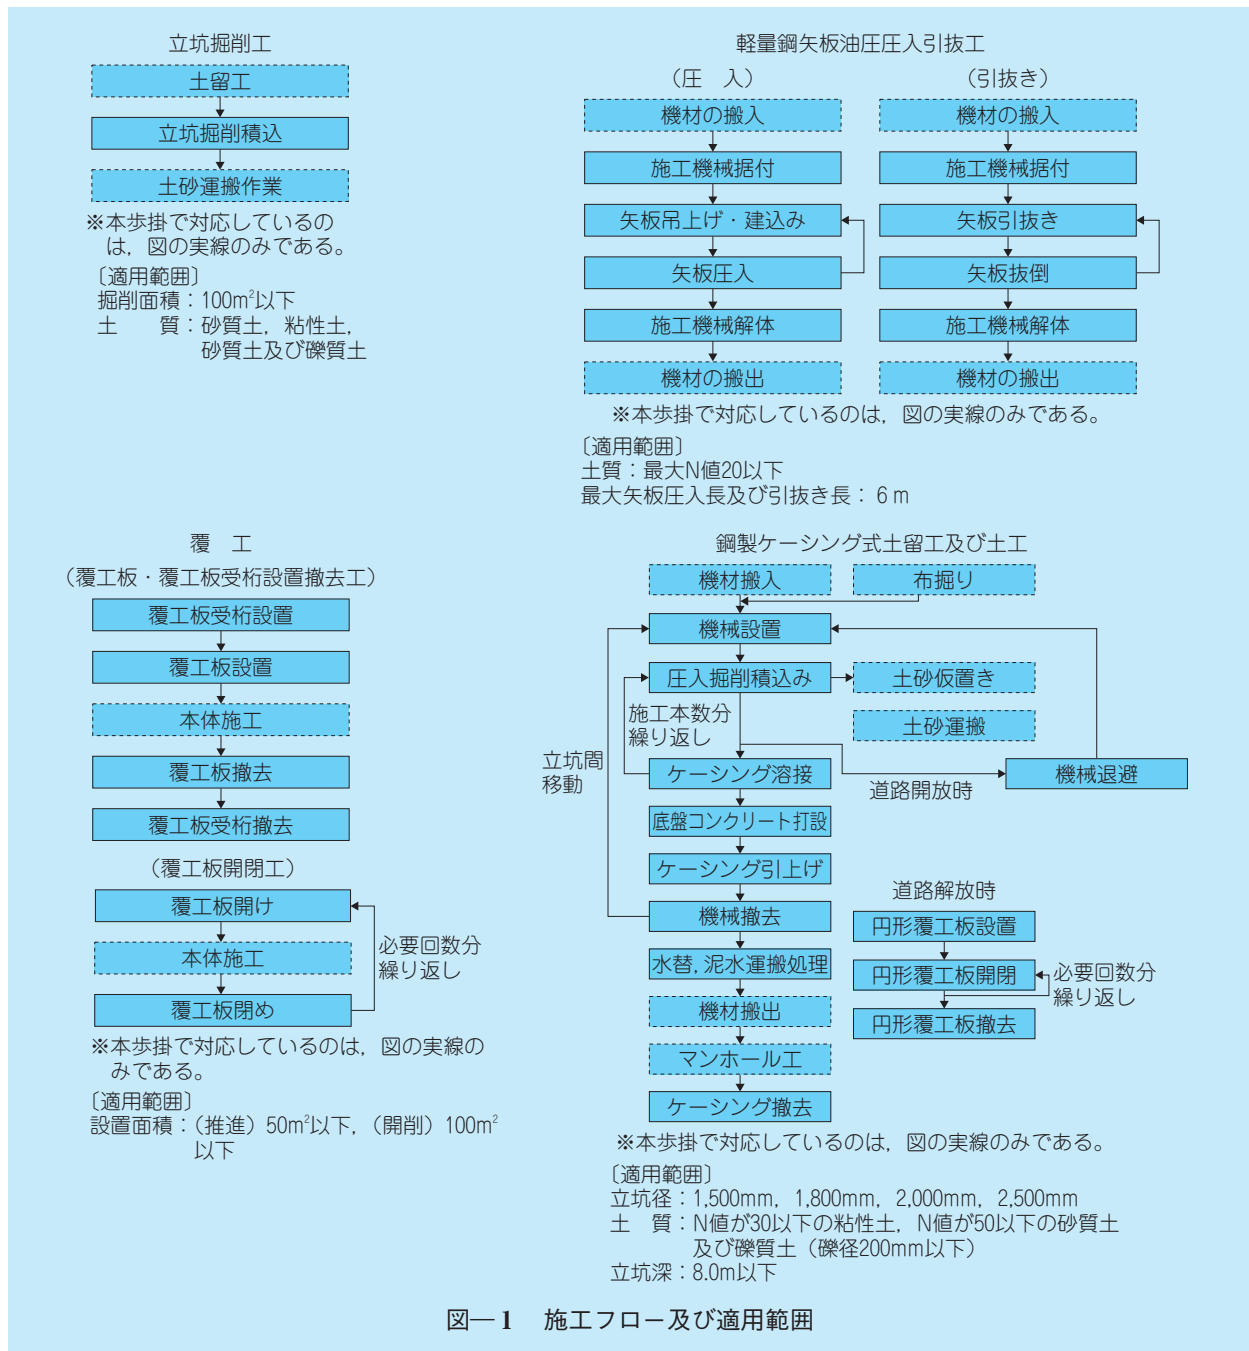 立坑掘削工
土留工
立坑掘削積込
土砂運搬作業
※本歩掛で対応しているの
は，図の実線のみである。
〔適用範囲〕
掘削面積：100m²以下
土　　質：砂質土，粘性土，
砂質土及び礫質土
軽量鋼矢板油圧圧入引抜工
（圧　入）
機材の搬入
施工機械据付
矢板吊上げ・建込み
矢板圧入
施工機械解体
機材の搬出
（引抜き）
機材の搬入
施工機械据付
矢板引抜き
矢板抜倒
施工機械解体
機材の搬出
※本歩掛で対応しているのは，図の実線のみである。
〔適用範囲〕
土質：最大N値20以下
最大矢板圧入長及び引抜き長：6m
覆　工
（覆工板・覆工板受桁設置撤去工）
覆工板受桁設置
覆工板設置
本体施工
覆工板撤去
覆工板受桁撤去
（覆工板開閉工）
覆工板開け
本体施工
覆工板閉め
必要回数分
繰り返し
※本歩掛で対応しているのは，図の実線の
みである。
〔適用範囲〕
設置面積：（推進）50m²以下，（開削）100m²
以下
鋼製ケーシング式土留工及び土工
機材搬入
布掘り
機械設置
圧入掘削積込み
土砂仮置き
土砂運搬
施工本数分
繰り返し
立坑間
移動
ケーシング溶接
道路開放時
機械退避
底盤コンクリート打設
ケーシング引上げ
機械撤去
水替，泥水運搬処理
機材搬出
マンホール工
ケーシング撤去
道路解放時
円形覆工板設置
円形覆工板開閉
円形覆工板撤去
必要回数分
繰り返し
※本歩掛で対応しているのは，図の実線のみである。
〔適用範囲〕
立坑径：1,500mm，1,800mm，2,000mm，2,500mm
土　質：N値が30以下の粘性土，N値が50以下の砂質土
及び礫質土（礫径200mm以下）
立坑深：8.0m以下
図―1　施工フロー及び適用範囲